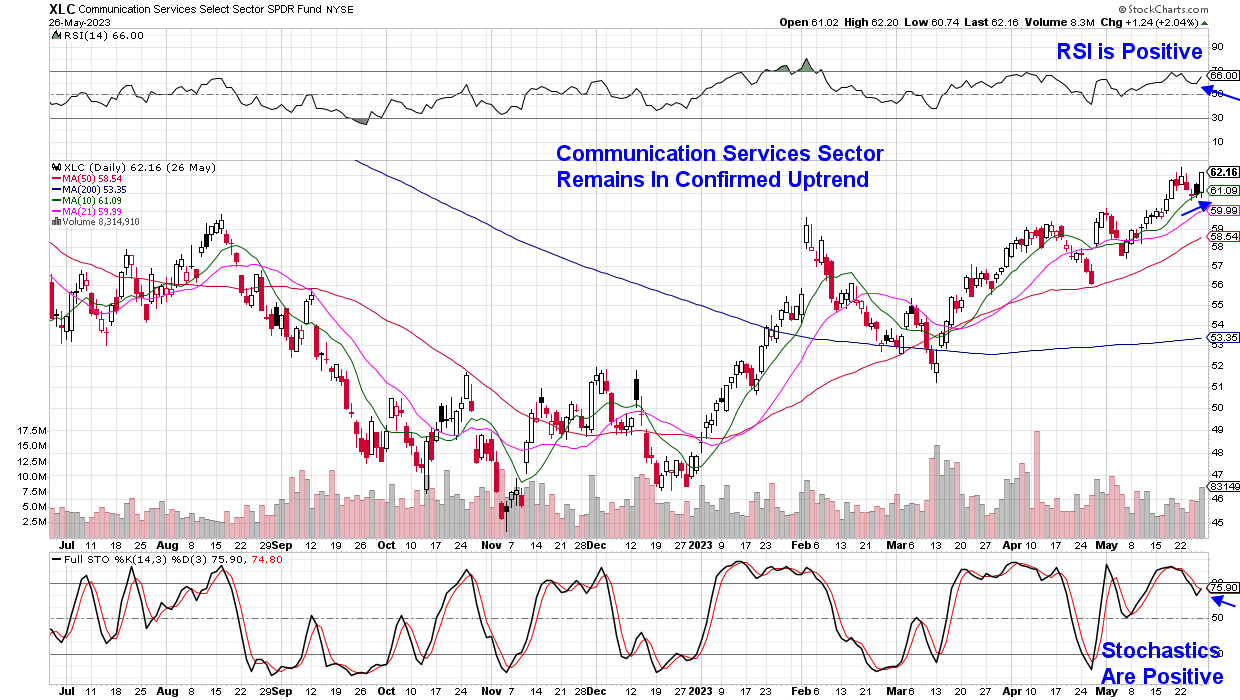 XLC Communication Services Select Sector SPDR Fund NYSE
© StockCharts.com
26-May-2023
Open 61.02 High 62.20 Low 60.74 Last 62.16 Volume 8.3M Chg +1.24 (+2.04%)
RSI(14) 66.00
RSI is Positive
90
70
66.00
50
30
10
Communication Services Sector
Remains In Confirmed Uptrend
XLC (Daily) 62.16 (26 May)
MA(50) 58.54
MA(200) 53.35
MA(10) 61.09
MA(21) 59.99
Volume 8,314,910
62.16
61.09
59.99
59
58.54
58
57
56
55
54
53.35
53
52
51
50
49
48
47
83149
46
45
17.5M
15.0M
12.5M
10.0M
7.5M
5.0M
2.5M
Jul 11 18 25 Aug 8 15 22 29 Sep 12 19 26 Oct 10 17 24 Nov 7 14 21 28 Dec 12 19 27 2023 9 17 23 Feb 6 13 21 Mar 6 13 20 27 Apr 10 17 24 May 8 15 22
Full STO %K(14,3) %D(3) 75.90, 74.80
80
75.90
50
20
Stochastics
Are Positive
Jul 11 18 25 Aug 8 15 22 29 Sep 12 19 26 Oct 10 17 24 Nov 7 14 21 28 Dec 12 19 27 2023 9 17 23 Feb 6 13 21 Mar 6 13 20 27 Apr 10 17 24 May 8 15 22